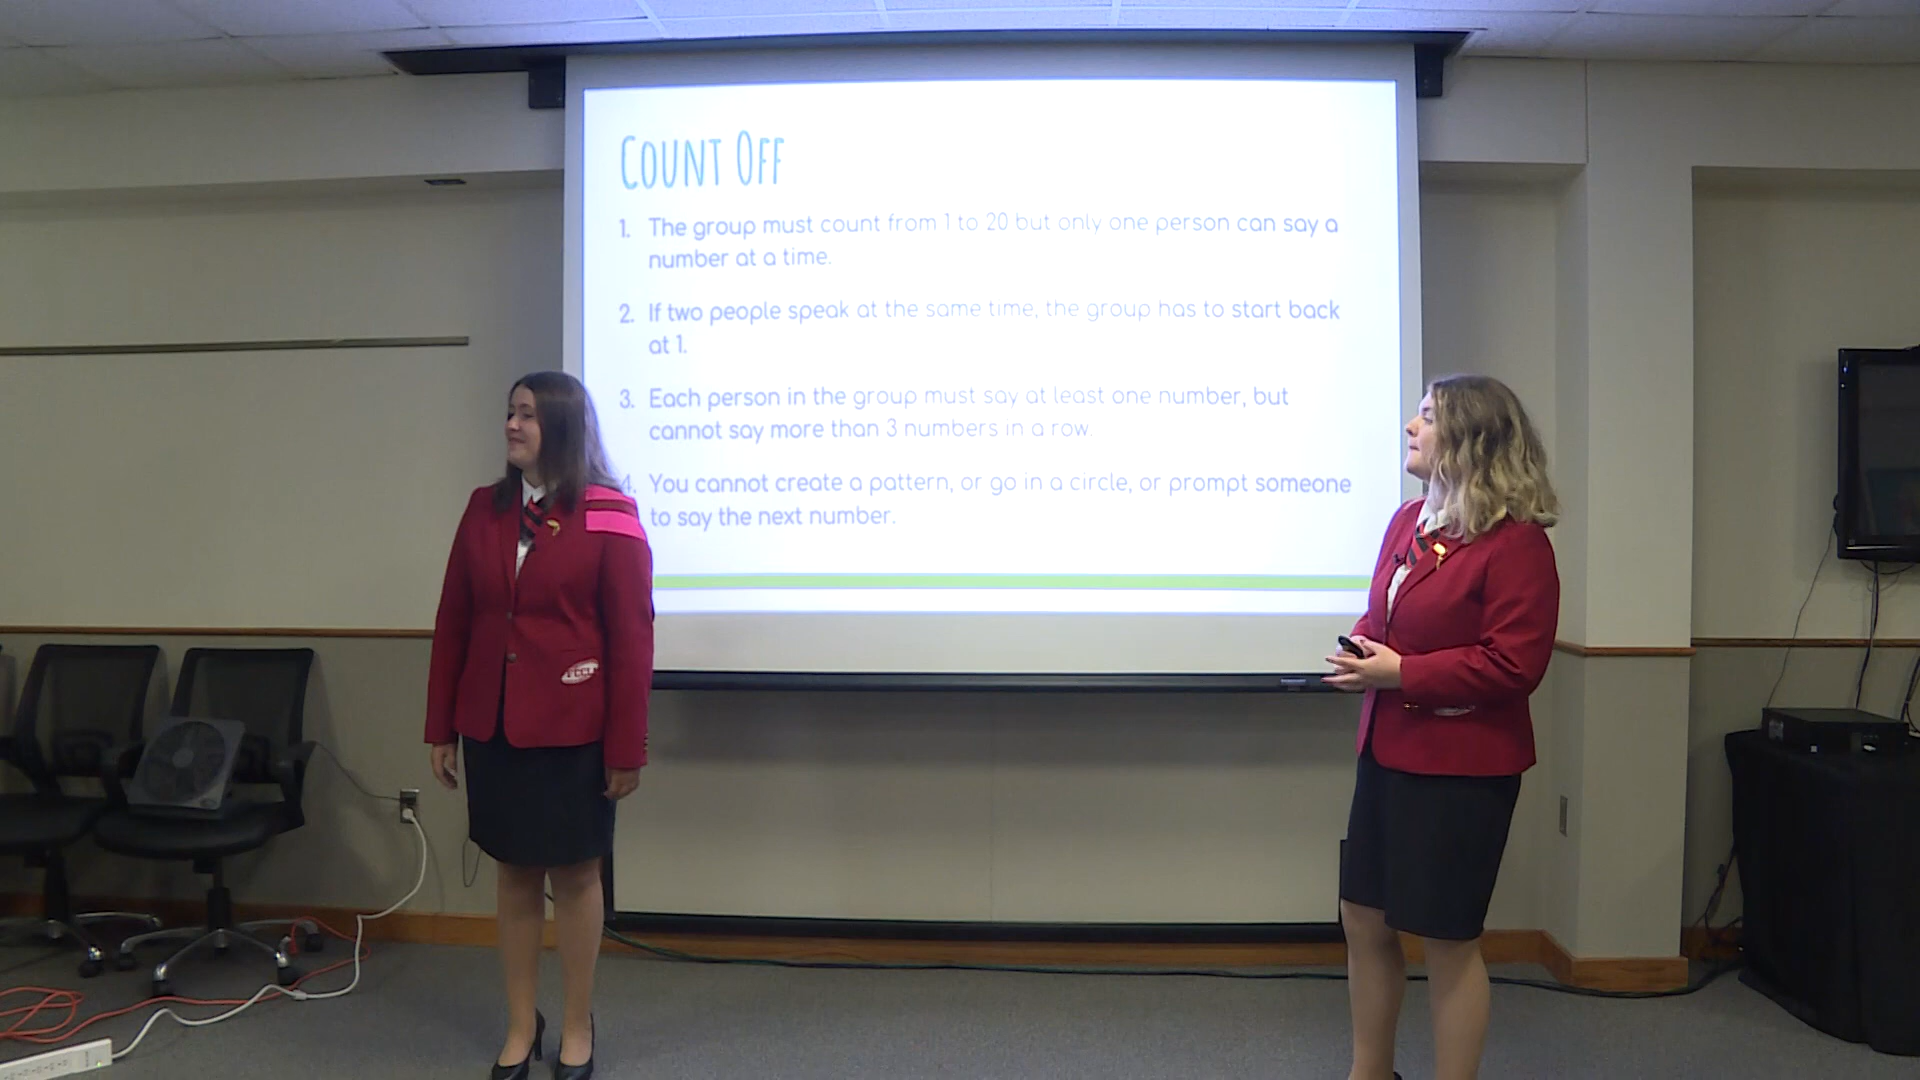 COUNT OFF
1. The group must count from 1 to 20 but only one person can say a
number at a time.
2. If two people speak at the same time, the group has to start back
at 1.
3. Each person in the group must say at least one number, but
cannot say more than 3 numbers in a row.
4. You cannot create a pattern, or go in a circle, or prompt someone
to say the next number.